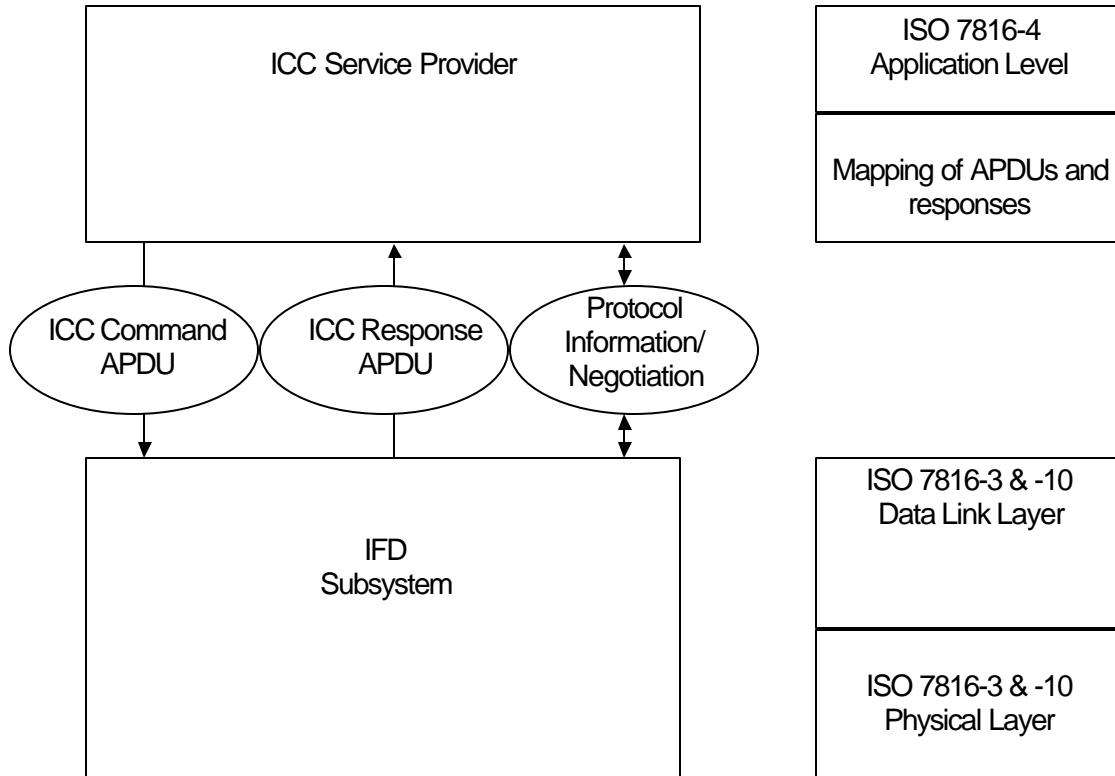 ICC Service Provider
ISO 7816-4
Application Level
Mapping of APDUs and
responses
ICC Command
APDU
ICC Response
APDU
Protocol
Information/
Negotiation
IFD
Subsystem
ISO 7816-3 & -10
Data Link Layer
ISO 7816-3 & -10
Physical Layer